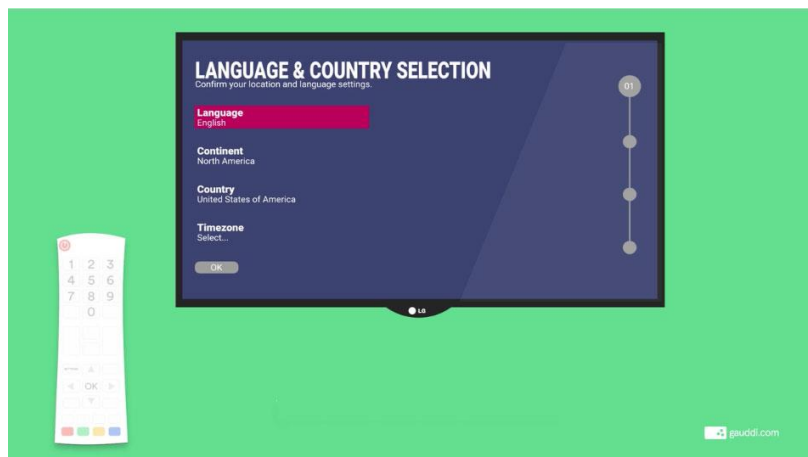 LANGUAGE & COUNTRY SELECTION
Confirm your location and language settings.
01
Language
English
Continent
North America
Country
United States of America
Timezone
Select...
OK
LG
M
1 2 3
4 5 6
7 8 9
0
OK
gauddi.com